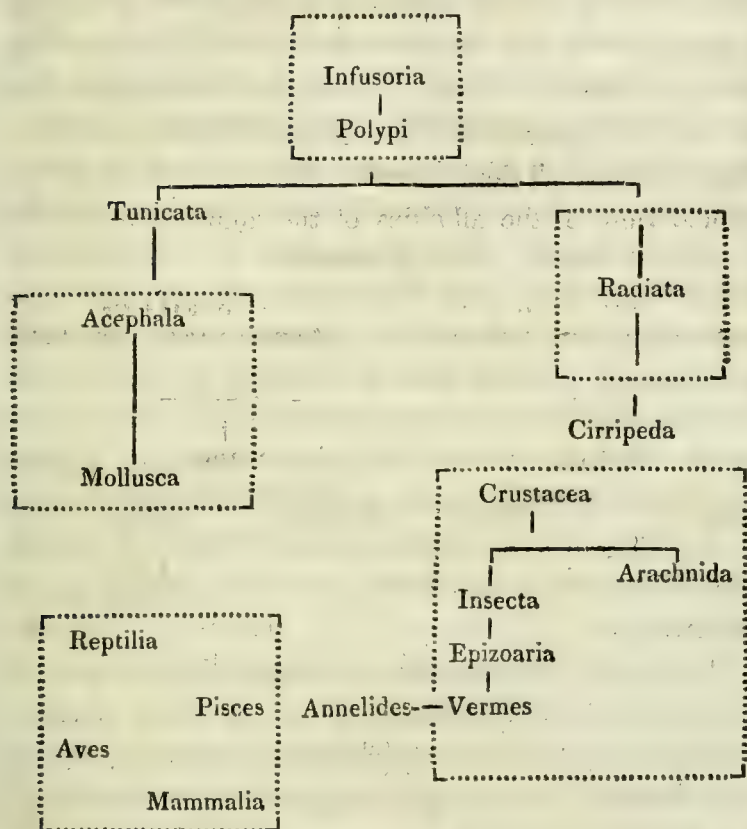 Infusoria
Polypi
Tunicata
Radiata
Acephala
Cirripeda
Mollusca
Crustacea
Arachnida
Insecta
Reptilia
Epizoaria
Pisces Annelides Vermes
Aves
Mammalia